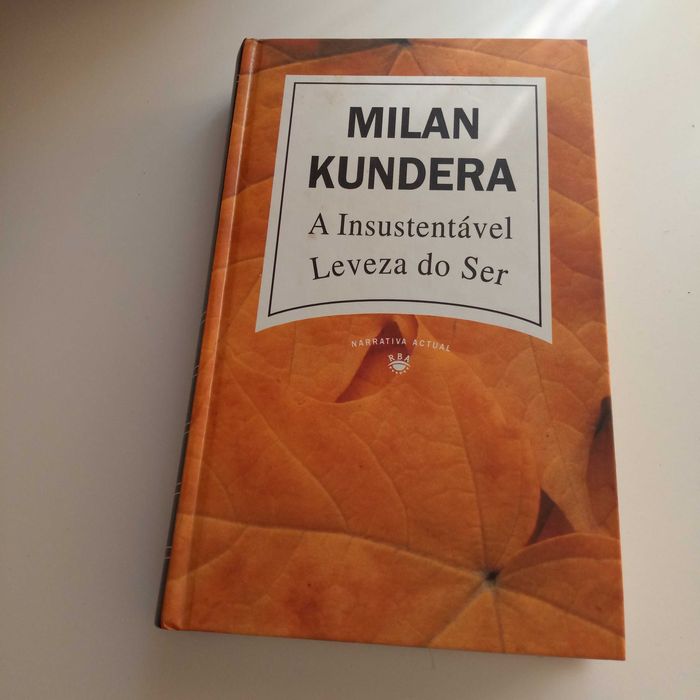 MILAN
KUNDERA
A Insustentável
Leveza do Ser
NARRATIVA ACTUAL
RBA